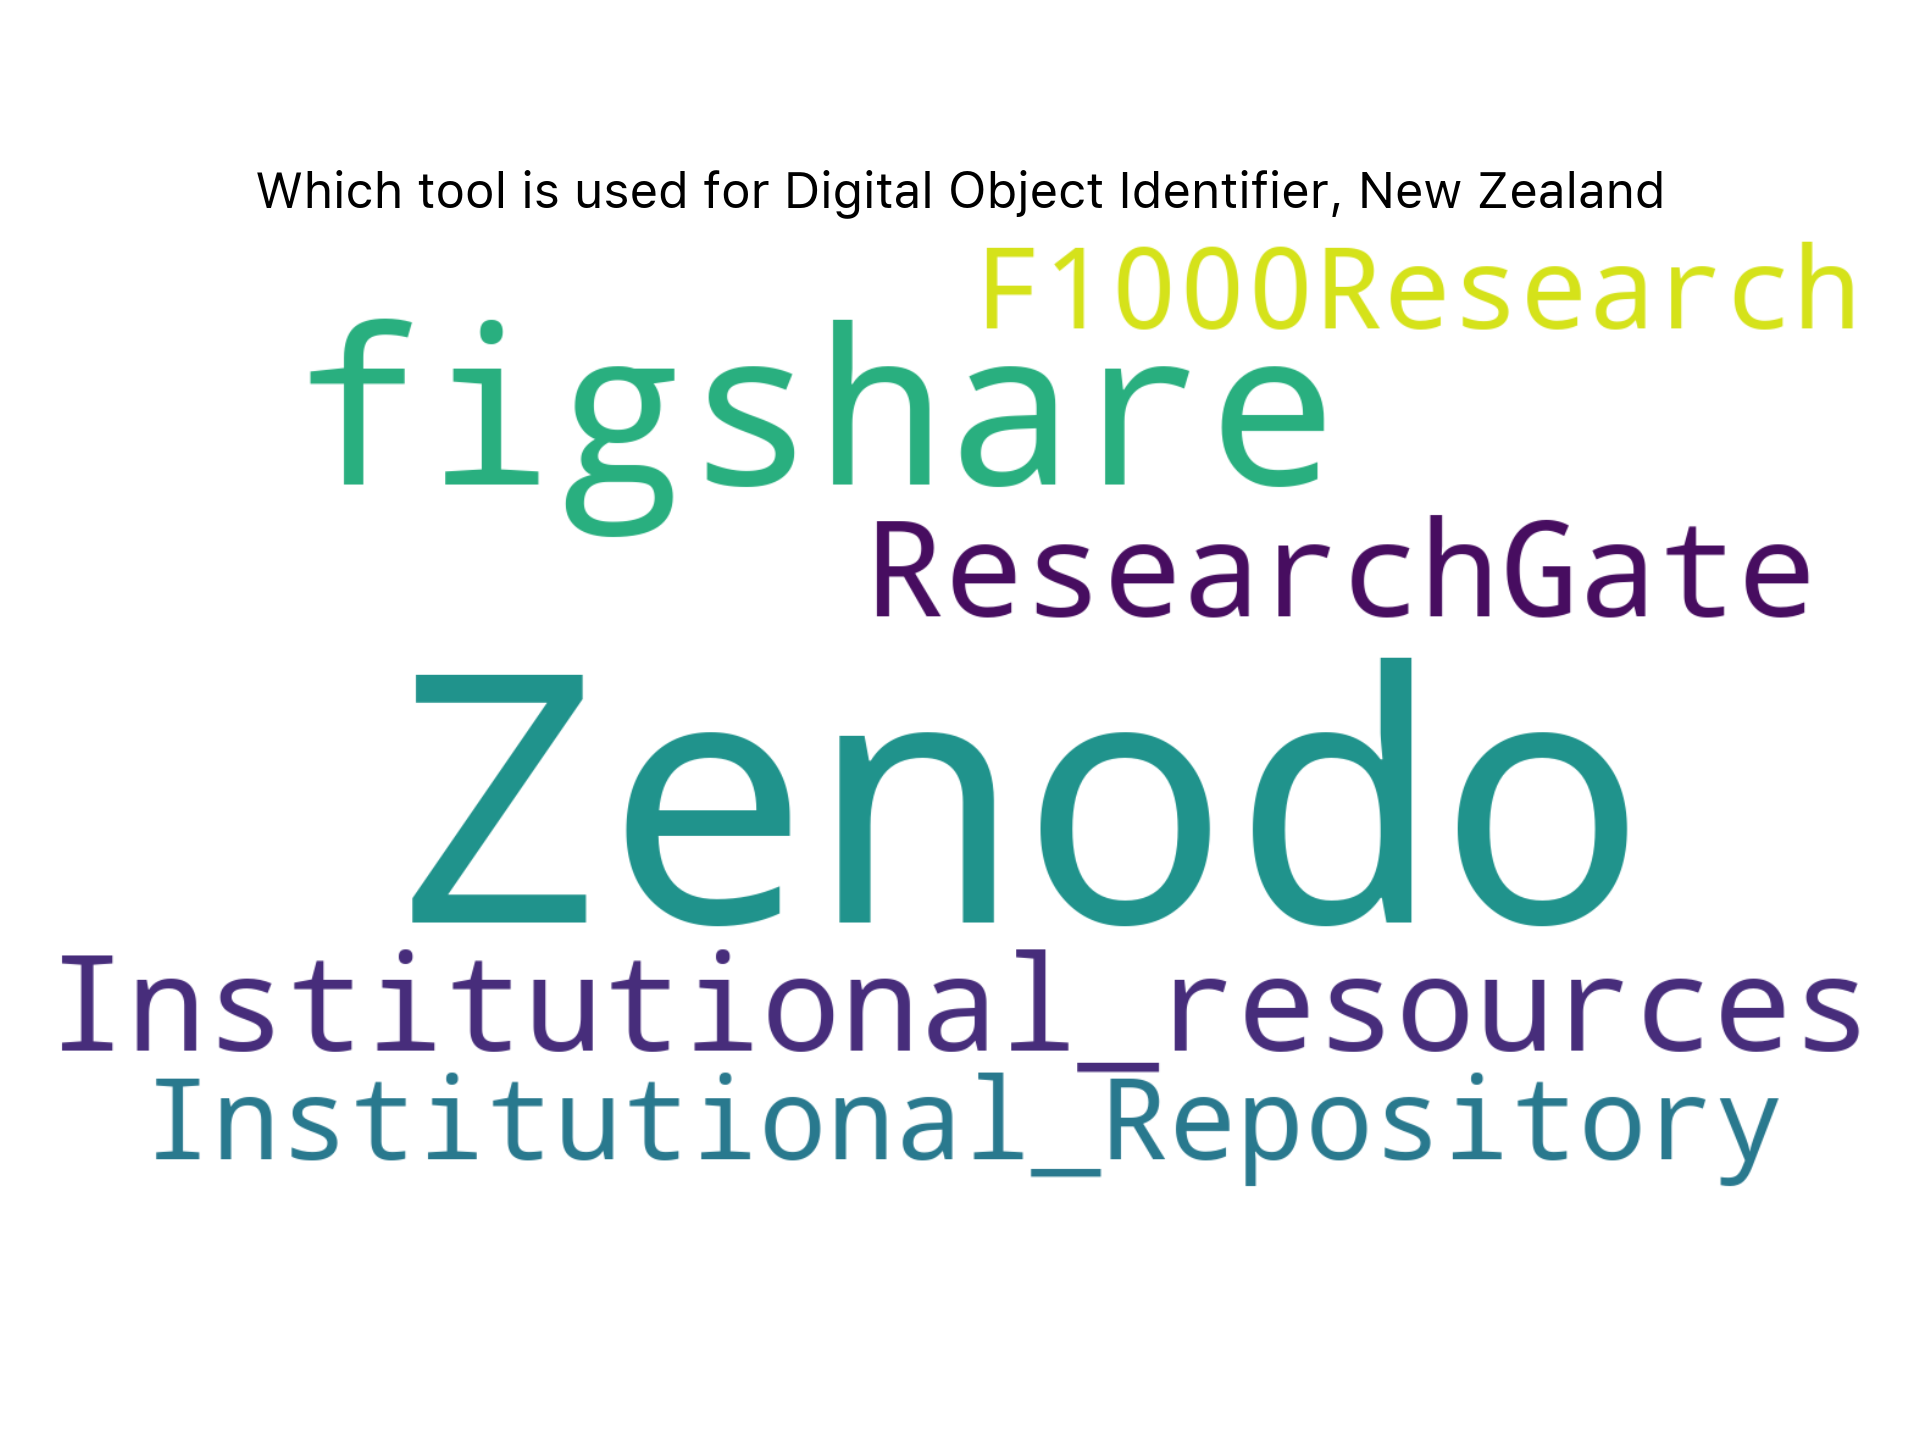 Which tool is used for Digital Object Identifier, New Zealand
F1000Research
figshare
ResearchGate
Zenodo
Institutional_resources
Institutional_Repository